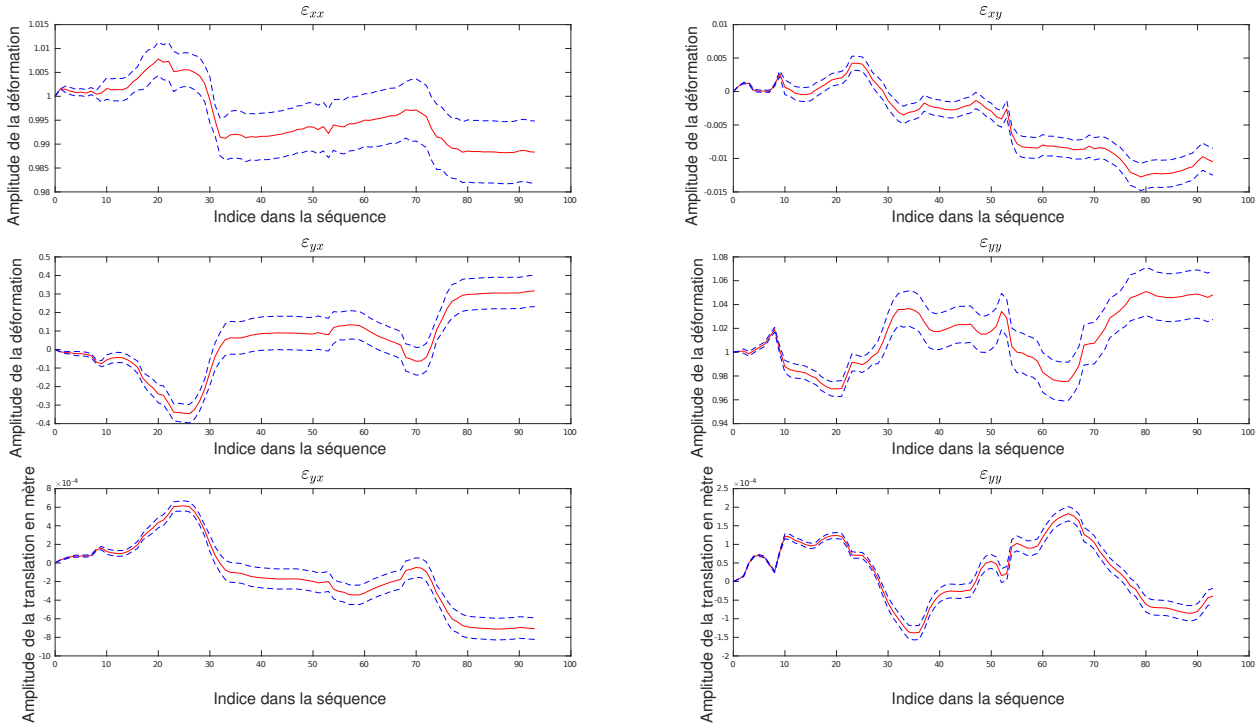 ε_xx
Amplitude de la déformation
1.015
1.01
1.005
1
0.995
0.99
0.985
0.98
0 10 20 30 40 50 60 70 80 90 100
Indice dans la séquence
ε_xy
Amplitude de la déformation
0.01
0.005
0
-0.005
-0.01
-0.015
0 10 20 30 40 50 60 70 80 90 100
Indice dans la séquence
ε_yx
Amplitude de la déformation
0.5
0.4
0.3
0.2
0.1
0
-0.1
-0.2
-0.3
-0.4
0 10 20 30 40 50 60 70 80 90 100
Indice dans la séquence
ε_yy
Amplitude de la déformation
1.08
1.06
1.04
1.02
1
0.98
0.96
0.94
0 10 20 30 40 50 60 70 80 90 100
Indice dans la séquence
ε_yx
Amplitude de la translation en mètre
×10^-4
8
6
4
2
0
-2
-4
-6
-8
-10
0 10 20 30 40 50 60 70 80 90 100
Indice dans la séquence
ε_yy
Amplitude de la translation en mètre
×10^-4
2.5
2
1.5
1
0.5
0
-0.5
-1
-1.5
-2
0 10 20 30 40 50 60 70 80 90 100
Indice dans la séquence